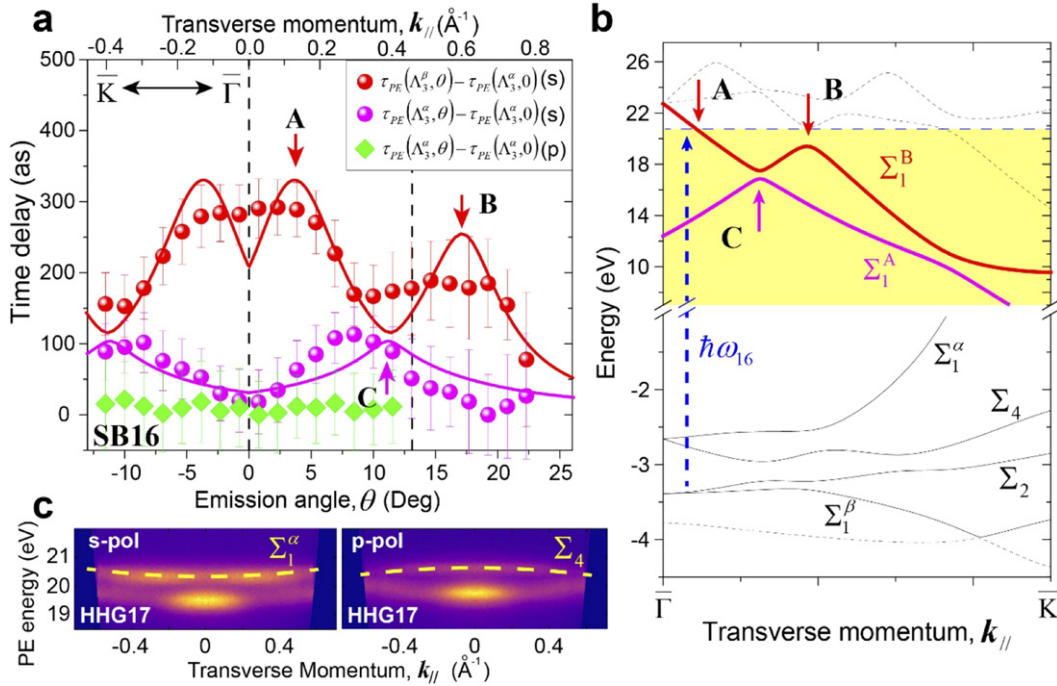 a
Transverse momentum, k// (Å-1)
-0.4 -0.2 0.0 0.2 0.4 0.6 0.8
500
400
300
200
100
0
Time delay (as)
K̄ Γ̄
τPE(Λ3β,θ)−τPE(Λ3α,0)(s)
τPE(Λ3α,θ)−τPE(Λ3α,0)(s)
τPE(Λ3α,θ)−τPE(Λ3α,0)(p)
A
B
C
SB16
-10 -5 0 5 10 15 20 25
Emission angle, θ (Deg)
b
26
22
18
14
10
-2
-3
-4
Energy (eV)
A
B
C
Σ1B
Σ1A
ħω16
Σ1α
Σ4
Σ2
Σ1β
Γ̄ K̄
Transverse momentum, k//
c
PE energy (eV)
21
20
19
s-pol
Σ1α
HHG17
p-pol
Σ4
HHG17
-0.4 0 0.4 -0.4 0 0.4
Transverse Momentum, k// (Å-1)